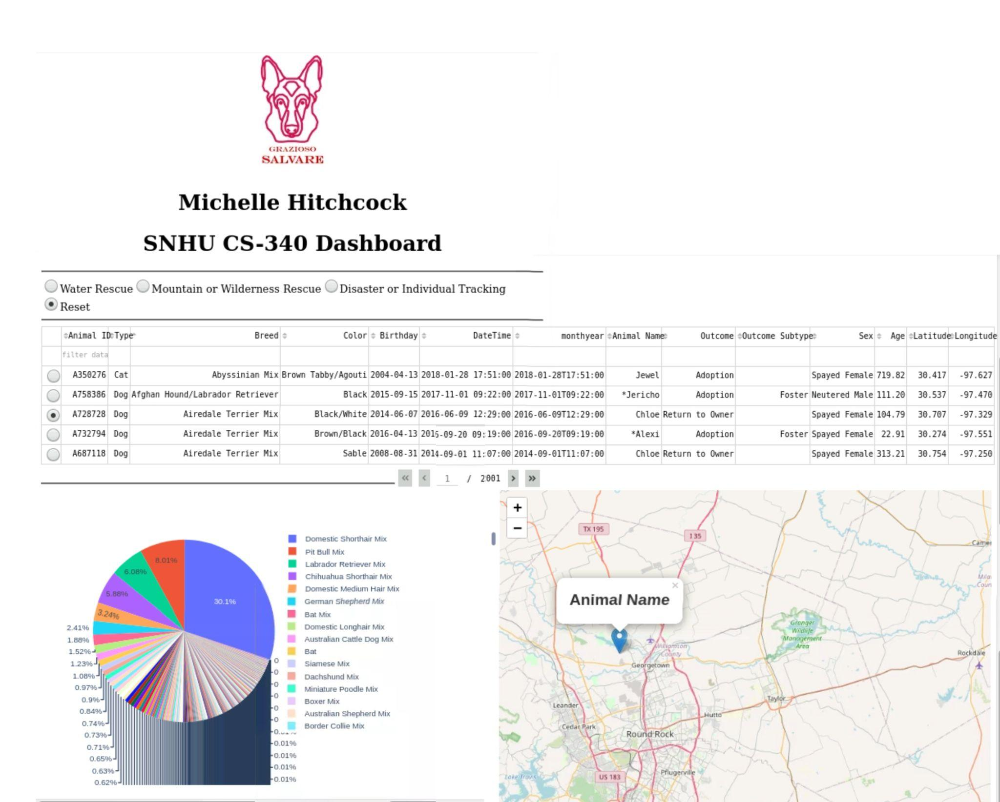 GRAZIOSO
SALVARE
Michelle Hitchcock
SNHU CS-340 Dashboard
Water Rescue Mountain or Wilderness Rescue Disaster or Individual Tracking
Reset
Animal ID Type Breed Color Birthday DateTime monthyear Animal Name Outcome Outcome Subtype Sex Age Latitude Longitude
filter data
A350276 Cat Abyssinian Mix Brown Tabby/Agouti 2004-04-13 2018-01-28 17:51:00 2018-01-28T17:51:00 Jewel Adoption Spayed Female 719.82 30.417 -97.627
A758386 Dog Afghan Hound/Labrador Retriever Black 2015-09-15 2017-11-01 09:22:00 2017-11-01T09:22:00 *Jericho Adoption Foster Neutered Male 111.20 30.537 -97.470
A728728 Dog Airedale Terrier Mix Black/White 2014-06-07 2016-06-09 12:29:00 2016-06-09T12:29:00 Chloe Return to Owner Spayed Female 104.79 30.707 -97.329
A732794 Dog Airedale Terrier Mix Brown/Black 2016-04-13 2016-09-20 09:19:00 2016-09-20T09:19:00 *Alexi Adoption Foster Spayed Female 22.91 30.274 -97.551
A687118 Dog Airedale Terrier Mix Sable 2008-08-31 2014-09-01 11:07:00 2014-09-01T11:07:00 Chloe Return to Owner Spayed Female 313.21 30.754 -97.250
« ‹ 1 / 2001 › »
30.1%
8.01%
6.08%
5.88%
3.24%
2.41%
1.88%
1.52%
1.23%
1.08%
0.97%
0.9%
0.84%
0.74%
0.73%
0.71%
0.65%
0.63%
0.62%
0
0
0
0
0
0
0.01%
0.01%
0.01%
0.01%
Domestic Shorthair Mix
Pit Bull Mix
Labrador Retriever Mix
Chihuahua Shorthair Mix
Domestic Medium Hair Mix
German Shepherd Mix
Bat Mix
Domestic Longhair Mix
Australian Cattle Dog Mix
Bat
Siamese Mix
Dachshund Mix
Miniature Poodle Mix
Boxer Mix
Australian Shepherd Mix
Border Collie Mix
+
−
TX 195
I 35
Camer
Mila
Coun
Animal Name
×
Granger
Wildlife
Management
Area
Williamson
County
Georgetown
Rockdale
Taylor
Leander
Hutto
Cedar Park
Round Rock
Pflugerville
Lake Travis
US 183